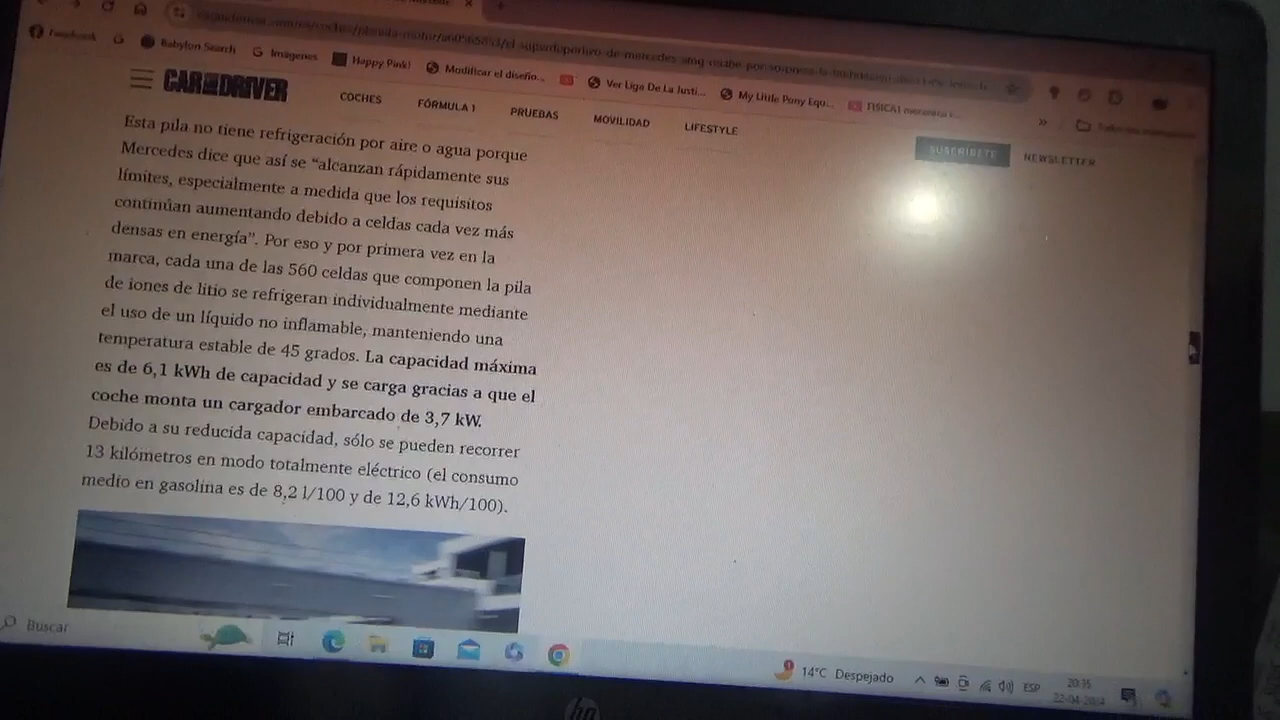 Facebook
Babylon Search
Imagenes
Happy Pink!
Modificar el diseño...
Ver Liga De La Justi...
My Little Pony Equ...
CAR AND DRIVER
COCHES
FÓRMULA 1
PRUEBAS
MOVILIDAD
LIFESTYLE
SUSCRÍBETE
NEWSLETTER
Esta pila no tiene refrigeración por aire o agua porque
Mercedes dice que así se “alcanzan rápidamente sus
límites, especialmente a medida que los requisitos
continúan aumentando debido a celdas cada vez más
densas en energía”. Por eso y por primera vez en la
marca, cada una de las 560 celdas que componen la pila
de iones de litio se refrigeran individualmente mediante
el uso de un líquido no inflamable, manteniendo una
temperatura estable de 45 grados. La capacidad máxima
es de 6,1 kWh de capacidad y se carga gracias a que el
coche monta un cargador embarcado de 3,7 kW.
Debido a su reducida capacidad, sólo se pueden recorrer
13 kilómetros en modo totalmente eléctrico (el consumo
medio en gasolina es de 8,2 l/100 y de 12,6 kWh/100).
Buscar
14°C Despejado
ESP
20:35
22-04-2024
hp